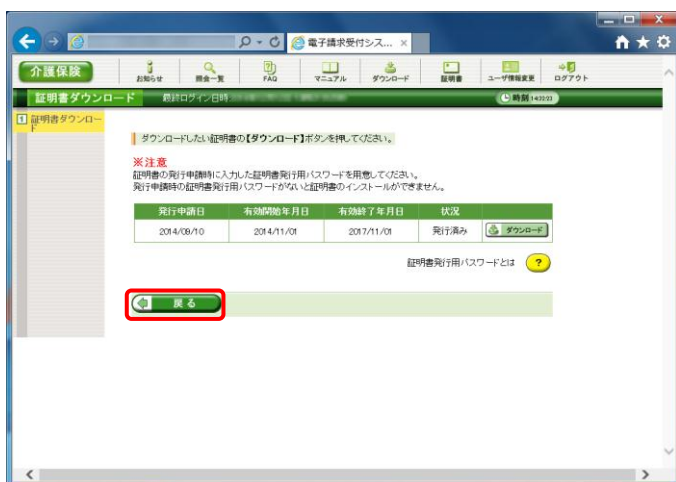 電子請求受付シス... ×
介護保険
お知らせ 照会一覧 FAQ マニュアル ダウンロード 証明書 ユーザ情報変更 ログアウト
証明書ダウンロード 最終ログイン日時 時刻
1 証明書ダウンロー
ド
ダウンロードしたい証明書の【ダウンロード】ボタンを押してください。
※注意
証明書の発行申請時に入力した証明書発行用パスワードを用意してください。
発行申請時の証明書発行用パスワードがないと証明書のインストールができません。
発行申請日 有効開始年月日 有効終了年月日 状況
2014/09/10 2014/11/01 2017/11/01 発行済み ダウンロード
証明書発行用パスワードとは ?
戻る